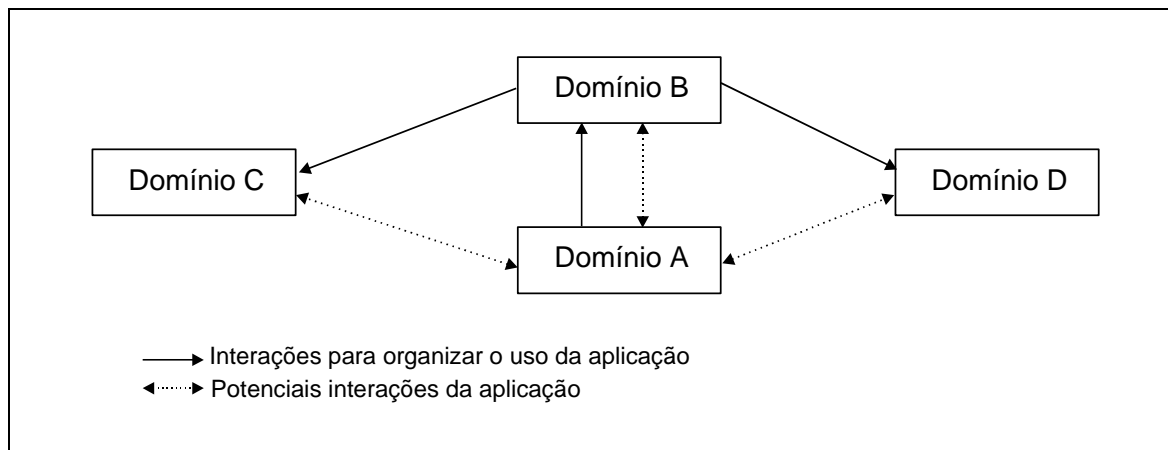 Domínio B
Domínio C
Domínio D
Domínio A
Interações para organizar o uso da aplicação
Potenciais interações da aplicação